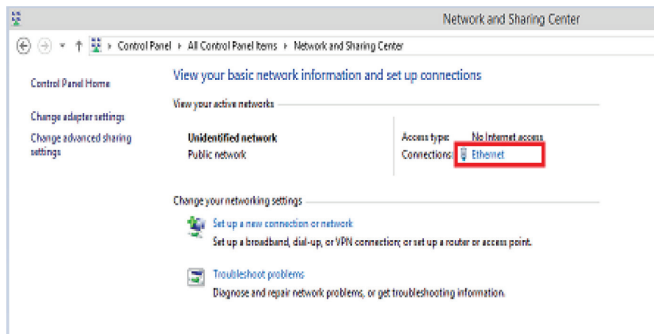 Network and Sharing Center
Control Panel › All Control Panel Items › Network and Sharing Center
Control Panel Home
Change adapter settings
Change advanced sharing
settings
View your basic network information and set up connections
View your active networks
Unidentified network
Public network
Access type: No Internet access
Connections: Ethernet
Change your networking settings
Set up a new connection or network
Set up a broadband, dial-up, or VPN connection; or set up a router or access point.
Troubleshoot problems
Diagnose and repair network problems, or get troubleshooting information.